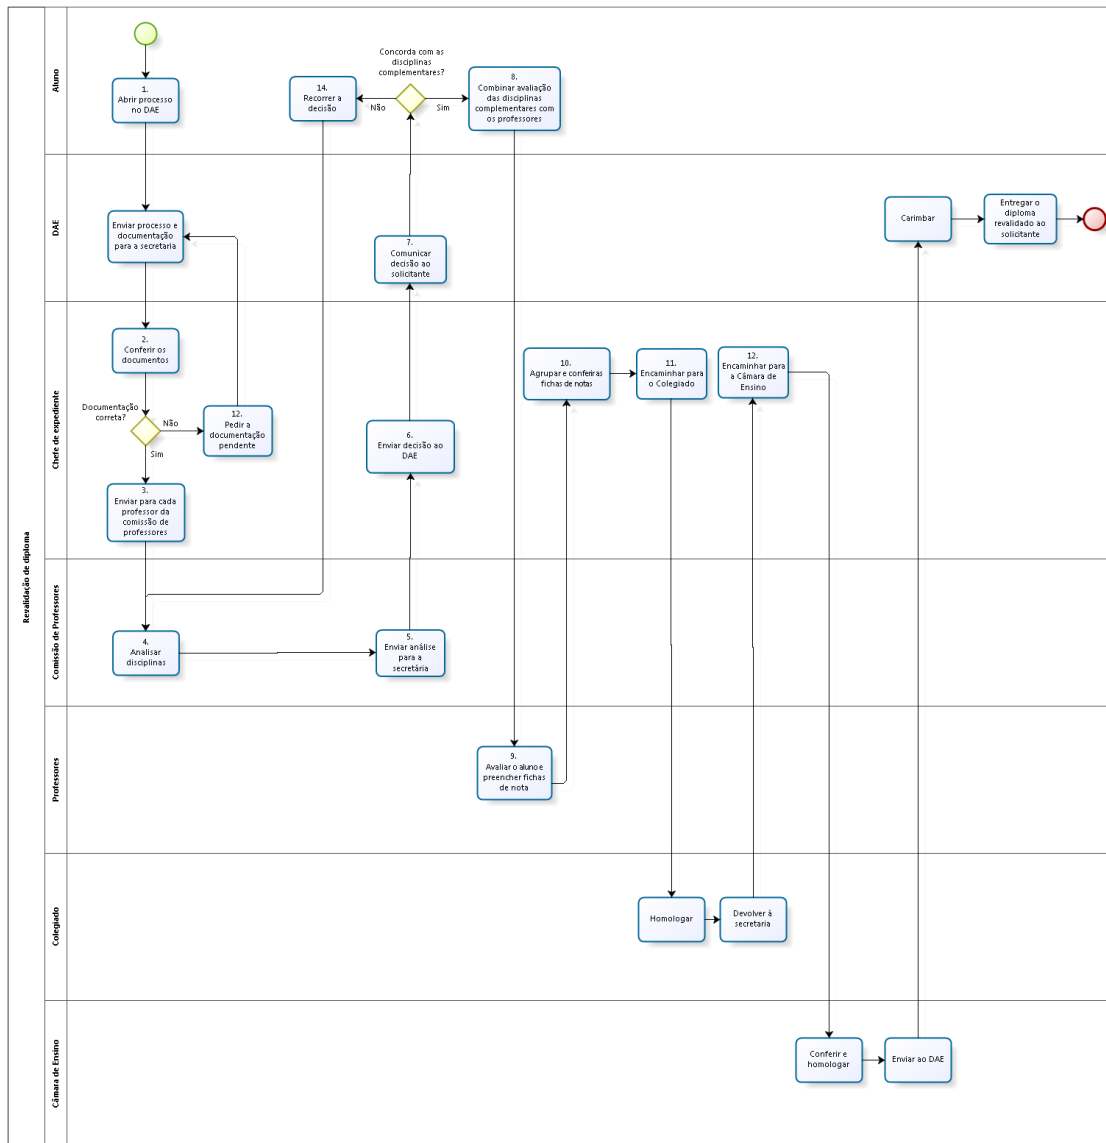 Revalidação de diploma
Aluno
1.
Abrir processo
no DAE
14.
Recorrer a
decisão
Concorda com as
disciplinas
complementares?
Não
Sim
8.
Combinar avaliação
das disciplinas
complementares com
os professores
DAE
Enviar processo e
documentação
para a secretaria
7.
Comunicar
decisão ao
solicitante
Carimbar
Entregar o
diploma
revalidado ao
solicitante
Chefe de expediente
2.
Conferir os
documentos
Documentação
correta?
Não
Sim
12.
Pedir a
documentação
pendente
3.
Enviar para cada
professor da
comissão de
professores
6.
Enviar decisão ao
DAE
10.
Agrupar e conferiras
fichas de notas
11.
Encaminhar para
o Colegiado
12.
Encaminhar para
a Câmara de
Ensino
Comissão de Professores
4.
Analisar
disciplinas
5.
Enviar análise
para a
secretária
Professores
9.
Avaliar o aluno e
preencher fichas
de nota
Colegiado
Homologar
Devolver à
secretaria
Câmara de Ensino
Conferir e
homologar
Enviar ao DAE